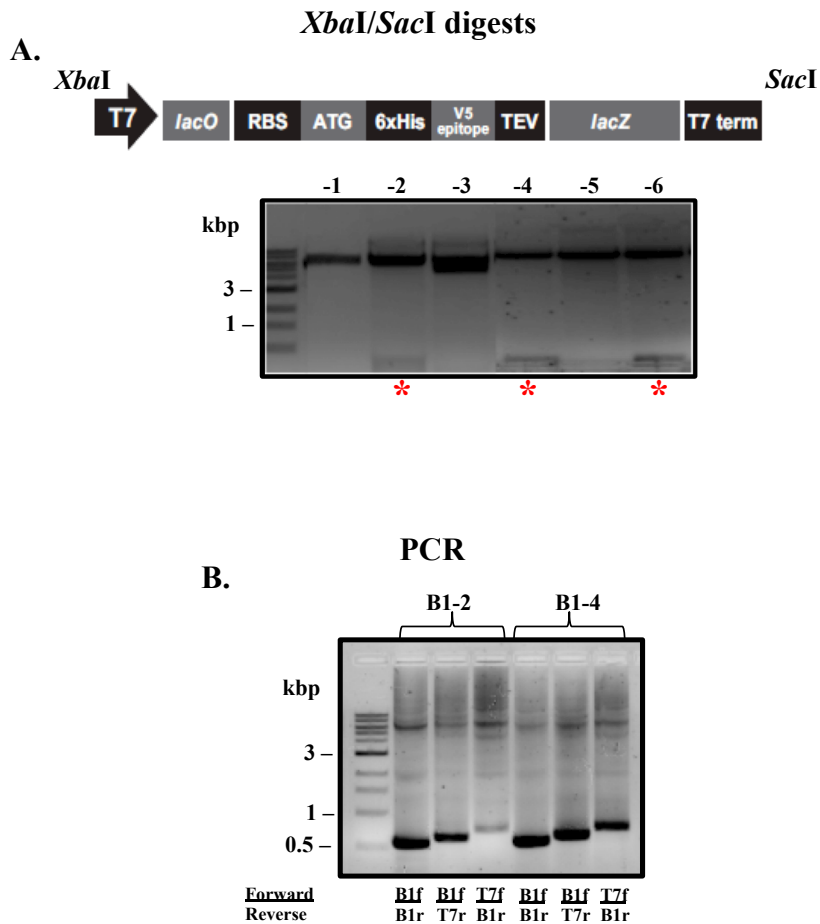 XbaI/SacI digests
A.
XbaI
SacI
T7 lacO RBS ATG 6xHis V5 epitope TEV lacZ T7 term
-1 -2 -3 -4 -5 -6
kbp
3 –
1 –
* * *
PCR
B.
B1-2 B1-4
kbp
3 –
1 –
0.5 –
Forward B1f B1f T7f B1f B1f T7f
Reverse B1r T7r B1r B1r T7r B1r